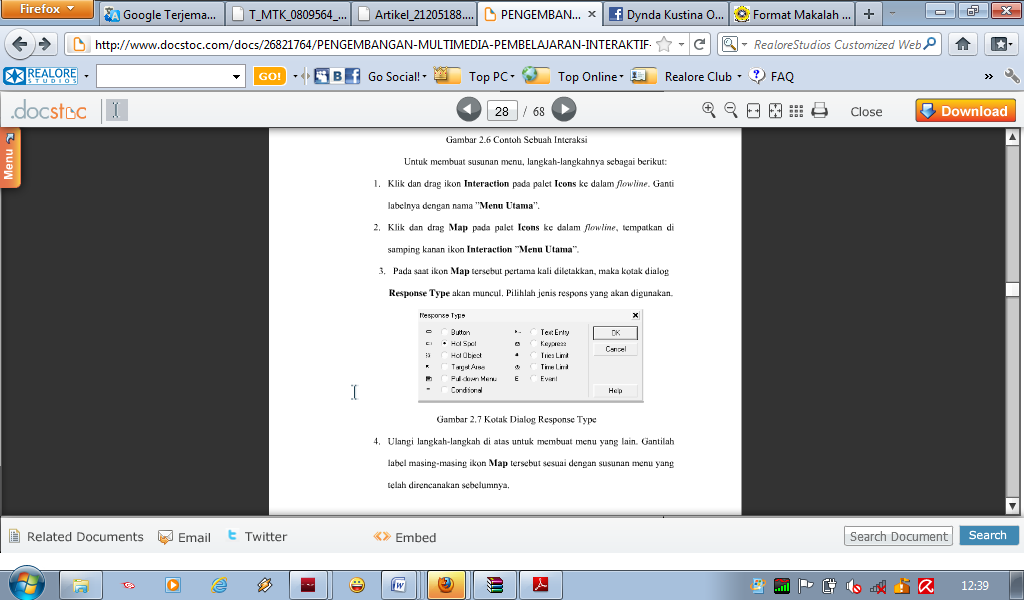 Firefox
Google Terjema...
T_MTK_0809564_...
Artikel_21205188....
PENGEMBAN...
Dynda Kustina O...
Format Makalah ...
http://www.docstoc.com/docs/26821764/PENGEMBANGAN-MULTIMEDIA-PEMBELAJARAN-INTERAKTIF-
RealoreStudios Customized Web
REALORE STUDIOS
GO!
Go Social!
Top PC
Top Online
Realore Club
FAQ
.docstoc
28 / 68
Close
Download
Menu
Gambar 2.6 Contoh Sebuah Interaksi
Untuk membuat susunan menu, langkah-langkahnya sebagai berikut:
1. Klik dan drag ikon Interaction pada palet Icons ke dalam flowline. Ganti
labelnya dengan nama "Menu Utama".
2. Klik dan drag Map pada palet Icons ke dalam flowline, tempatkan di
samping kanan ikon Interaction "Menu Utama".
3. Pada saat ikon Map tersebut pertama kali diletakkan, maka kotak dialog
Response Type akan muncul. Pilihlah jenis respons yang akan digunakan.
Response Type
Button
Hot Spot
Hot Object
Target Area
Pull-down Menu
Conditional
Text Entry
Keypress
Tries Limit
Time Limit
E Event
OK
Cancel
Help
Gambar 2.7 Kotak Dialog Response Type
4. Ulangi langkah-langkah di atas untuk membuat menu yang lain. Gantilah
label masing-masing ikon Map tersebut sesuai dengan susunan menu yang
telah direncanakan sebelumnya.
Related Documents
Email
Twitter
Embed
Search Document
Search
12:39